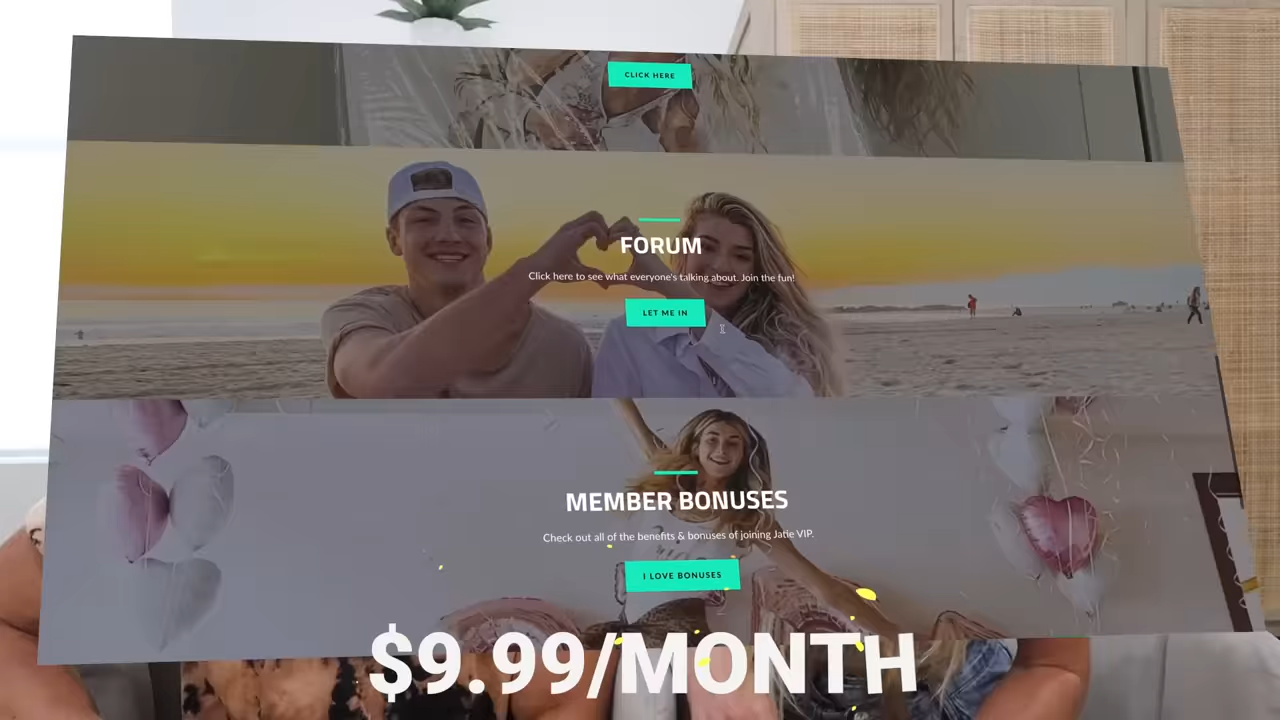 CLICK HERE
FORUM
Click here to see what everyone's talking about. Join the fun!
LET ME IN
MEMBER BONUSES
Check out all of the benefits & bonuses of joining Jatie VIP.
I LOVE BONUSES
$9.99/MONTH